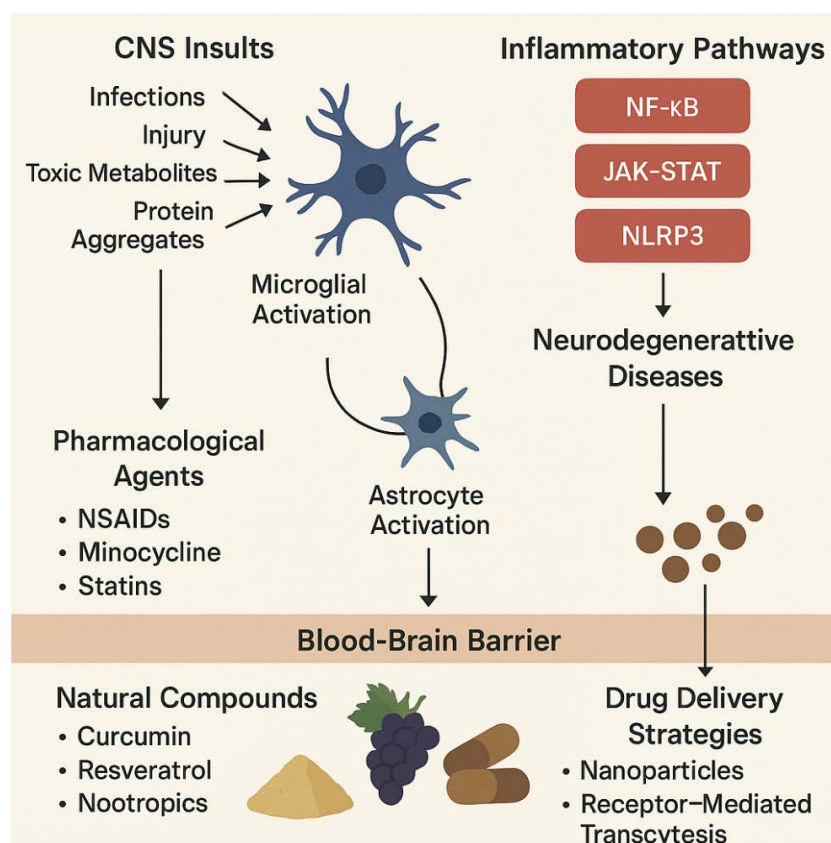 CNS Insults
Infections
Injury
Toxic Metabolites
Protein
Aggregates
Microglial
Activation
Astrocyte
Activation
Pharmacological
Agents
• NSAIDs
• Minocycline
• Statins
Inflammatory Pathways
NF-κB
JAK-STAT
NLRP3
Neurodegenerattive
Diseases
Blood-Brain Barrier
Natural Compounds
• Curcumin
• Resveratrol
• Nootropics
Drug Delivery
Strategies
• Nanoparticles
• Receptor–Mediated
Transcytesis